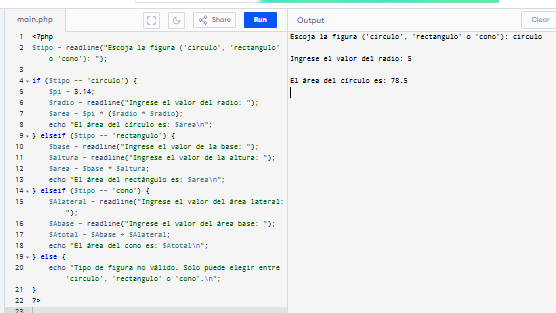 main.php
Share
Run
Output
Clear
1 <?php
2 $tipo = readline("Escoja la figura ('circulo', 'rectangulo'
o 'cono'): ");
3
4 if ($tipo == 'circulo') {
5 $pi = 3.14;
6 $radio = readline("Ingrese el valor del radio: ");
7 $area = $pi * ($radio * $radio);
8 echo "El área del círculo es: $area\n";
9 } elseif ($tipo == 'rectangulo') {
10 $base = readline("Ingrese el valor de la base: ");
11 $altura = readline("Ingrese el valor de la altura: ");
12 $area = $base * $altura;
13 echo "El área del rectángulo es: $area\n";
14 } elseif ($tipo == 'cono') {
15 $Alateral = readline("Ingrese el valor del área lateral:
");
16 $Abase = readline("Ingrese el valor del área base: ");
17 $Atotal = $Abase + $Alateral;
18 echo "El área del cono es: $Atotal\n";
19 } else {
20 echo "Tipo de figura no válido. Solo puede elegir entre
'circulo', 'rectangulo' o 'cono'.\n";
21 }
22 ?>
23
Escoja la figura ('circulo', 'rectangulo' o 'cono'): circulo
Ingrese el valor del radio: 5
El área del círculo es: 78.5